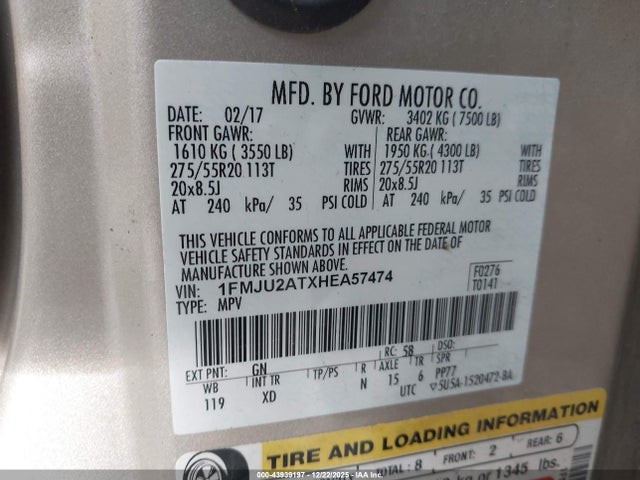 MFD. BY FORD MOTOR CO.
DATE: 02/17 GVWR: 3402 KG ( 7500 LB)
FRONT GAWR: REAR GAWR:
1610 KG ( 3550 LB) WITH 1950 KG ( 4300 LB) WITH
275/55R20 113T TIRES 275/55R20 113T TIRES
20x8.5J RIMS 20x8.5J RIMS
AT 240 kPa/ 35 PSI COLD AT 240 kPa/ 35 PSI COLD
THIS VEHICLE CONFORMS TO ALL APPLICABLE FEDERAL MOTOR
VEHICLE SAFETY STANDARDS IN EFFECT ON THE DATE OF
MANUFACTURE SHOWN ABOVE.
VIN: 1FMJU2ATXHEA57474 F0276
TYPE: MPV T0141
EXT PNT: GN RC: 58 DSO:
WB INT TR TP/PS R AXLE TR SPR
119 XD N 15 6 PP77
UTC ▽5U5A-1520472-BA
TIRE AND LOADING INFORMATION
TOTAL : 8 FRONT: 2 REAR: 6
kg or 1345 lbs.
000-43939197 - 12/22/2025 - IAA Inc.